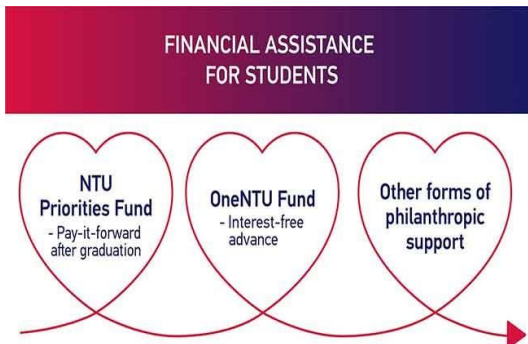 FINANCIAL ASSISTANCE
FOR STUDENTS
NTU
Priorities Fund
- Pay-it-forward
after graduation
OneNTU Fund
- Interest-free
advance
Other forms of
philanthropic
support